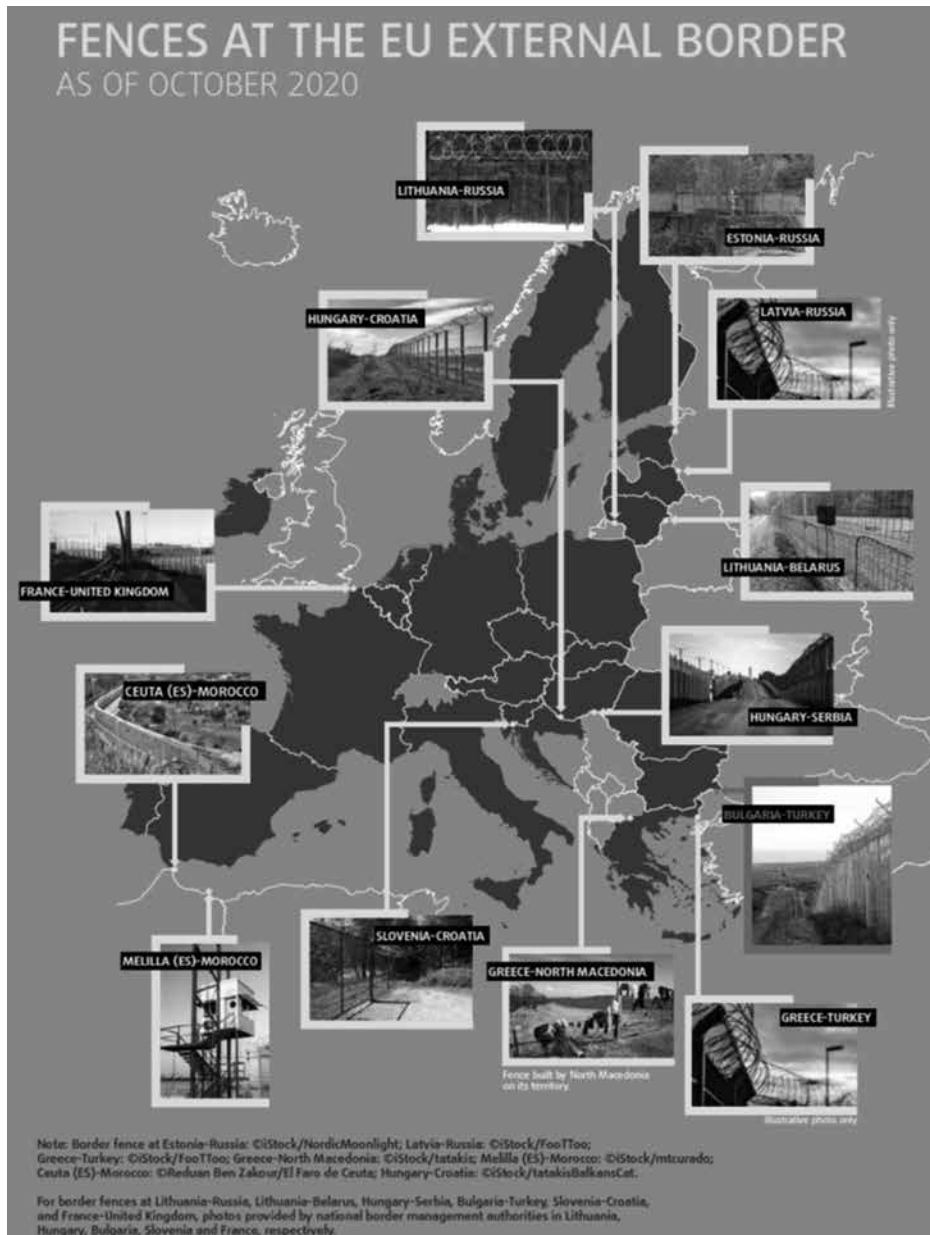 FENCES AT THE EU EXTERNAL BORDER
AS OF OCTOBER 2020
LITHUANIA-RUSSIA
ESTONIA-RUSSIA
HUNGARY-CROATIA
LATVIA-RUSSIA
Illustrative photo only
LITHUANIA-BELARUS
FRANCE-UNITED KINGDOM
CEUTA (ES)-MOROCCO
HUNGARY-SERBIA
BULGARIA-TURKEY
SLOVENIA-CROATIA
MELILLA (ES)-MOROCCO
GREECE-NORTH MACEDONIA
GREECE-TURKEY
Fence built by North Macedonia
on its territory.
Illustrative photo only
Note: Border fence at Estonia-Russia: ©iStock/NordicMoonlight; Latvia-Russia: ©iStock/FooTToo;
Greece-Turkey: ©iStock/FooTToo; Greece-North Macedonia: ©iStock/tatakis; Melilla (ES)-Morocco: ©iStock/mtcurado;
Ceuta (ES)-Morocco: ©Reduan Ben Zakour/El Faro de Ceuta; Hungary-Croatia: ©iStock/tatakisBalkansCat.
For border fences at Lithuania-Russia, Lithuania-Belarus, Hungary-Serbia, Bulgaria-Turkey, Slovenia-Croatia,
and France-United Kingdom, photos provided by national border management authorities in Lithuania,
Hungary, Bulgaria, Slovenia and France, respectively.